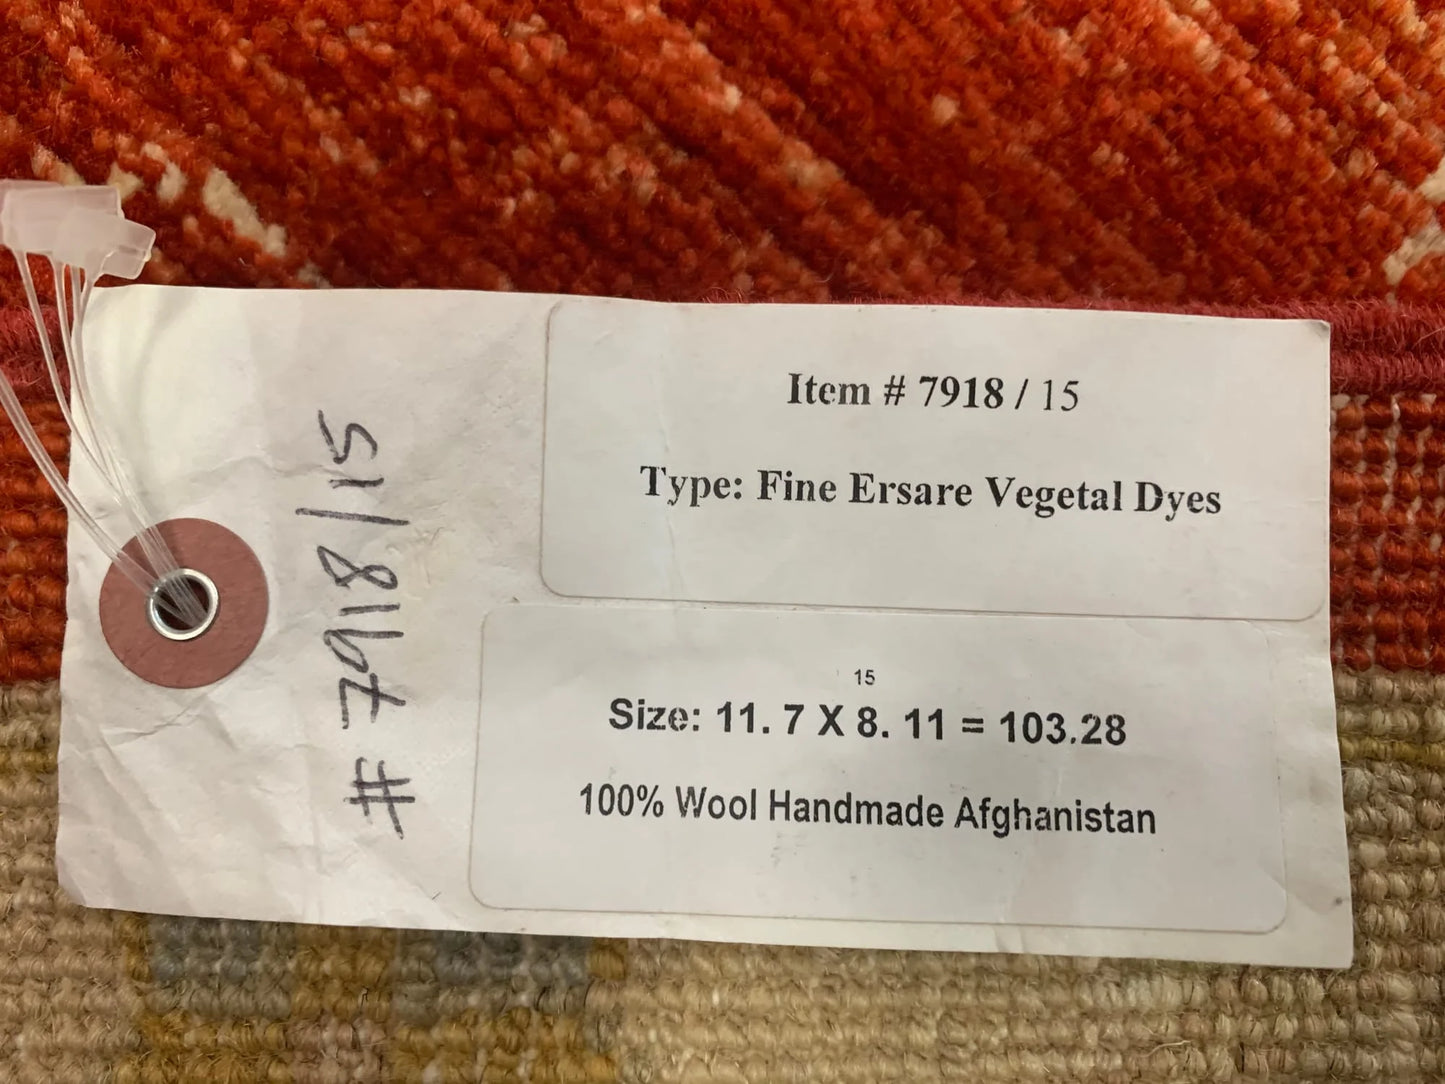 # 7918/15
Item # 7918 / 15
Type: Fine Ersare Vegetal Dyes
15
Size: 11. 7 X 8. 11 = 103.28
100% Wool Handmade Afghanistan